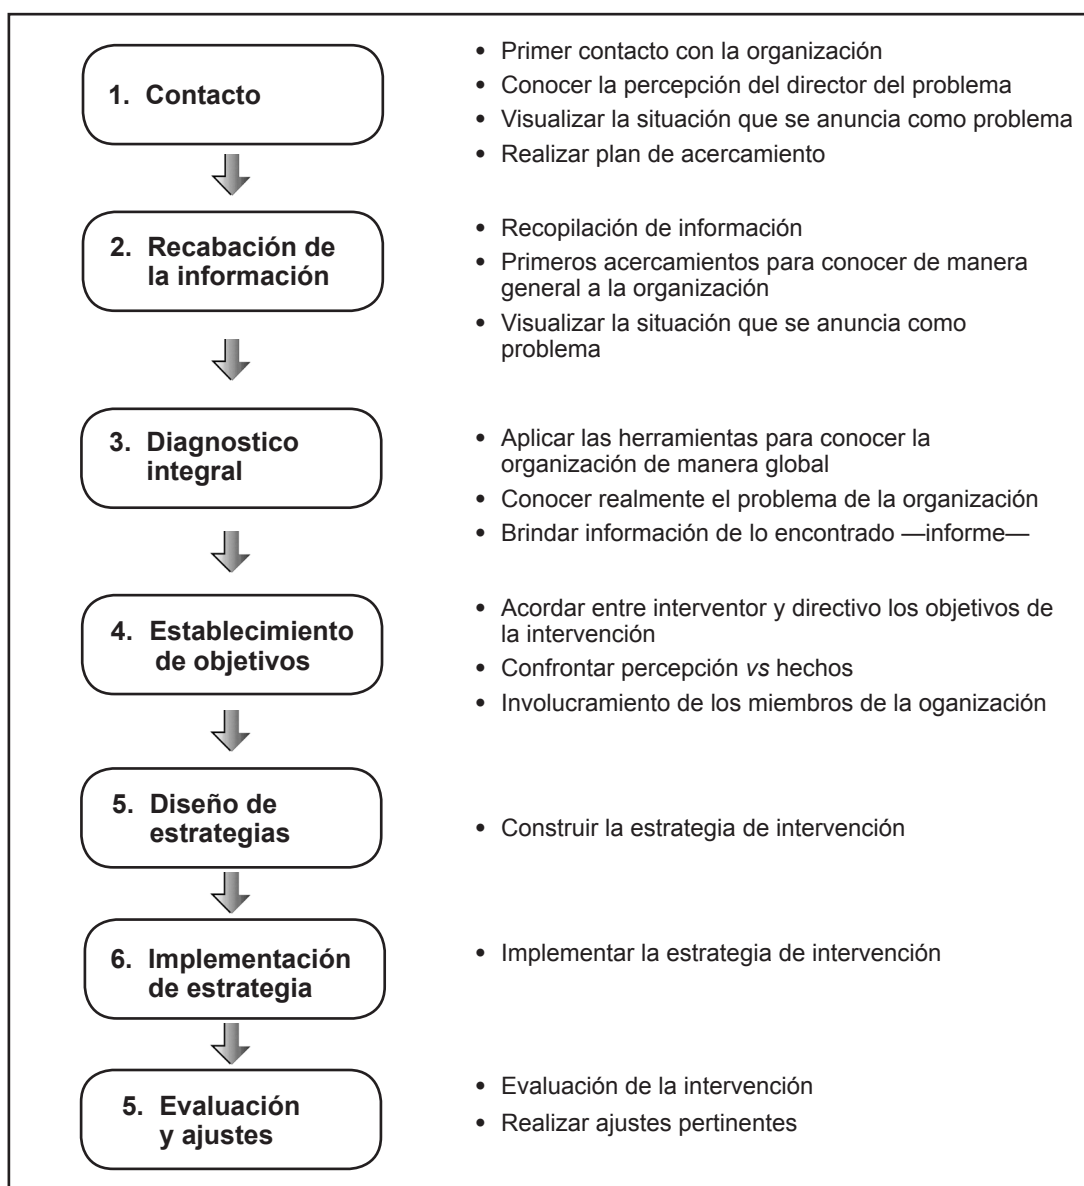 1. Contacto
• Primer contacto con la organización
• Conocer la percepción del director del problema
• Visualizar la situación que se anuncia como problema
• Realizar plan de acercamiento
2. Recabación de
la información
• Recopilación de información
• Primeros acercamientos para conocer de manera
general a la organización
• Visualizar la situación que se anuncia como
problema
3. Diagnostico
integral
• Aplicar las herramientas para conocer la
organización de manera global
• Conocer realmente el problema de la organización
• Brindar información de lo encontrado —informe—
4. Establecimiento
de objetivos
• Acordar entre interventor y directivo los objetivos de
la intervención
• Confrontar percepción vs hechos
• Involucramiento de los miembros de la oganización
5. Diseño de
estrategias
• Construir la estrategia de intervención
6. Implementación
de estrategia
• Implementar la estrategia de intervención
5. Evaluación
y ajustes
• Evaluación de la intervención
• Realizar ajustes pertinentes